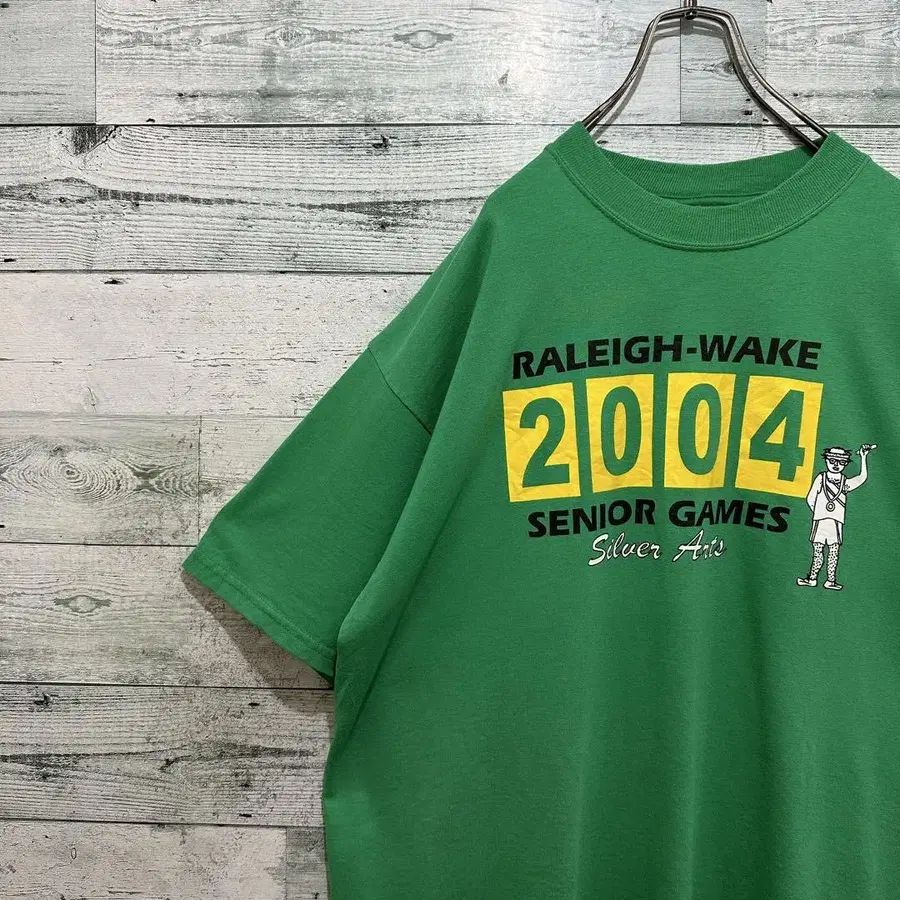 RALEIGH-WAKE
2004
SENIOR GAMES
Silver Arts